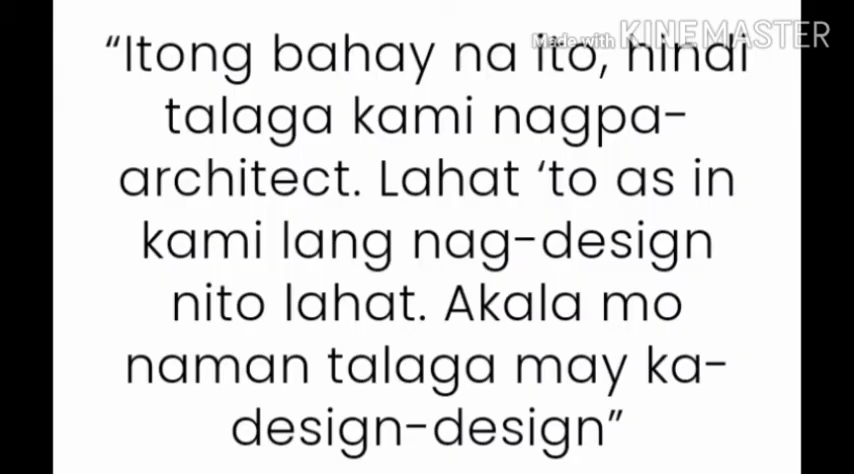 Made with KINEMASTER
“Itong bahay na ito, hindi
talaga kami nagpa-
architect. Lahat ‘to as in
kami lang nag-design
nito lahat. Akala mo
naman talaga may ka-
design-design”